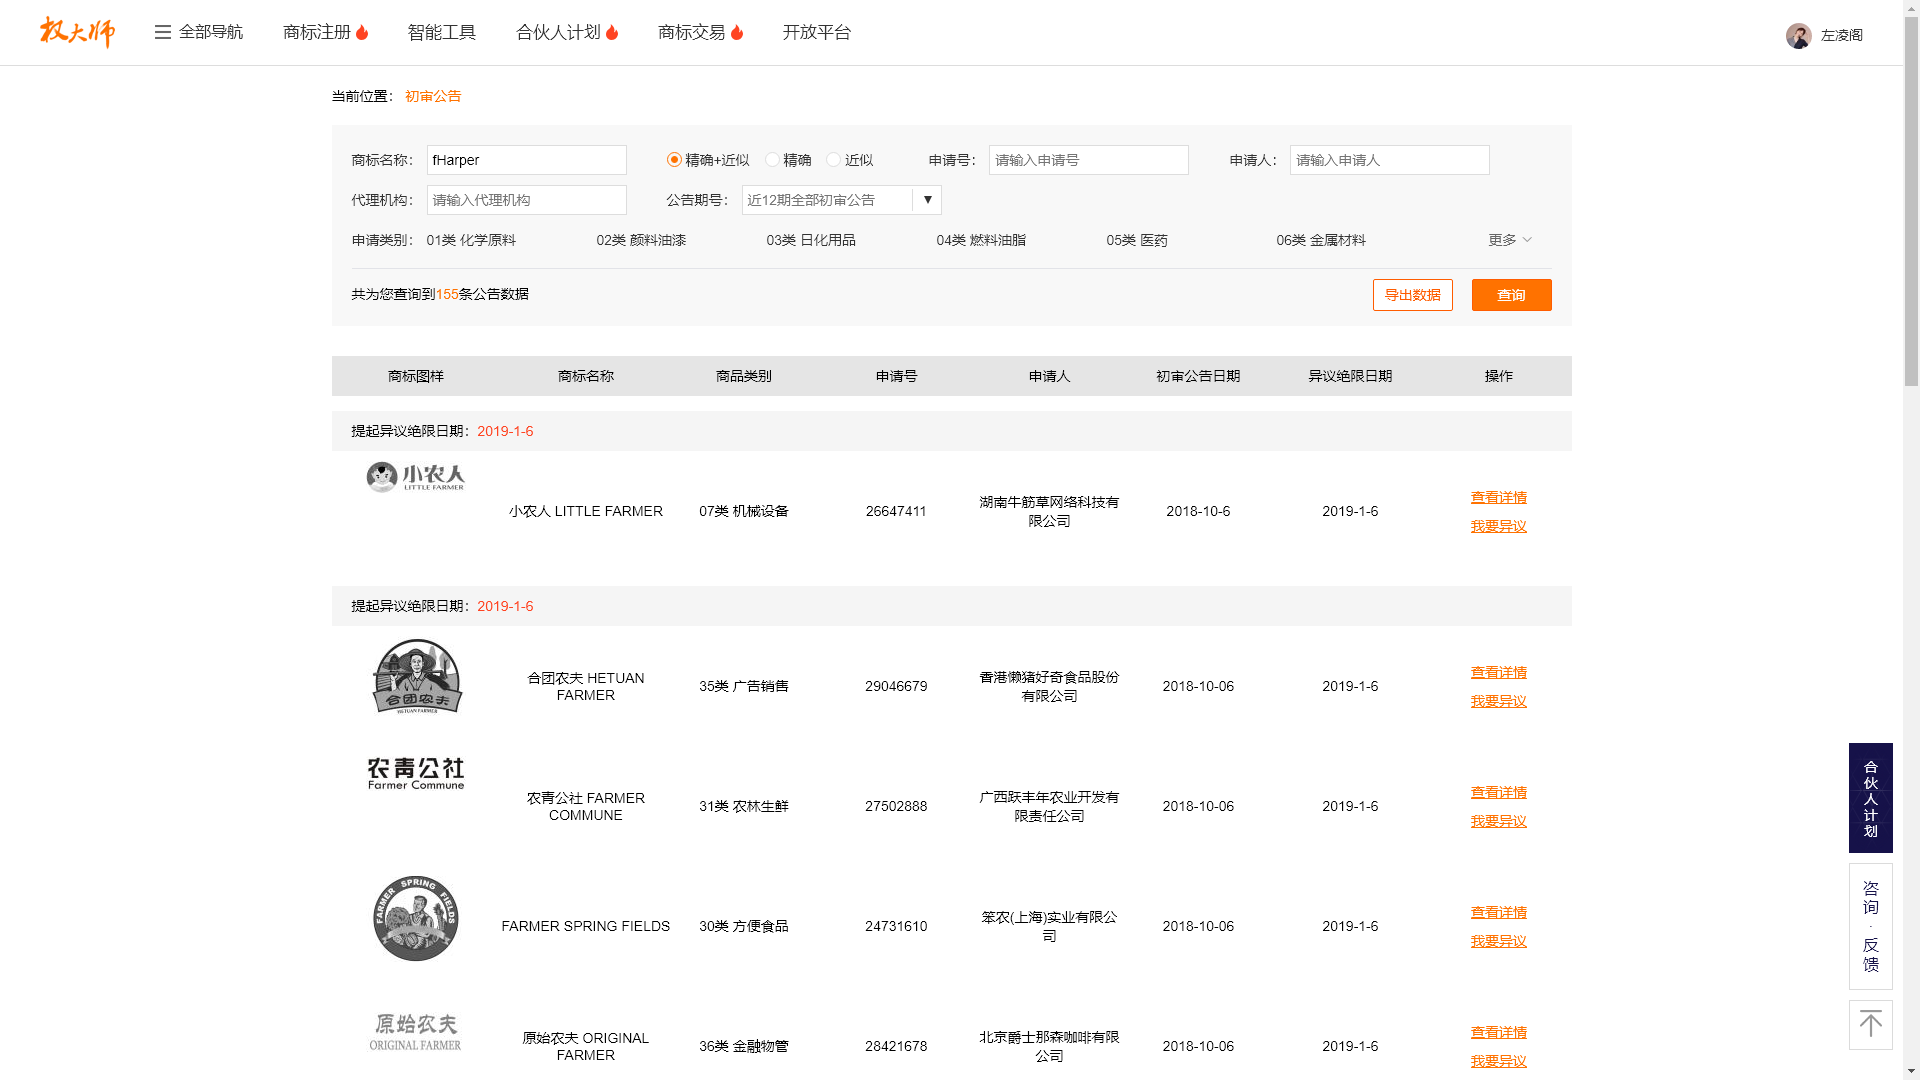 权大师
全部导航
商标注册
智能工具
合伙人计划
商标交易
开放平台
左凌阁
当前位置： 初审公告
商标名称： fHarper 精确+近似 精确 近似 申请号： 请输入申请号 申请人： 请输入申请人
代理机构： 请输入代理机构 公告期号： 近12期全部初审公告 ▼
申请类别： 01类 化学原料 02类 颜料油漆 03类 日化用品 04类 燃料油脂 05类 医药 06类 金属材料 更多
共为您查询到155条公告数据 导出数据 查询
商标图样 商标名称 商品类别 申请号 申请人 初审公告日期 异议绝限日期 操作
提起异议绝限日期：2019-1-6
小农人
LITTLE FARMER
小农人 LITTLE FARMER
07类 机械设备
26647411
湖南牛筋草网络科技有
限公司
2018-10-6
2019-1-6
查看详情
我要异议
提起异议绝限日期：2019-1-6
合团农夫
HETUAN FARMER
合团农夫 HETUAN
FARMER
35类 广告销售
29046679
香港懒猪好奇食品股份
有限公司
2018-10-06
2019-1-6
查看详情
我要异议
农青公社
Farmer Commune
农青公社 FARMER
COMMUNE
31类 农林生鲜
27502888
广西跃丰年农业开发有
限责任公司
2018-10-06
2019-1-6
查看详情
我要异议
FARMER SPRING FIELDS
FARMER SPRING FIELDS
30类 方便食品
24731610
笨农(上海)实业有限公
司
2018-10-06
2019-1-6
查看详情
我要异议
原始农夫
ORIGINAL FARMER
原始农夫 ORIGINAL
FARMER
36类 金融物管
28421678
北京爵士那森咖啡有限
公司
2018-10-06
2019-1-6
查看详情
我要异议
合伙人计划
咨询·反馈